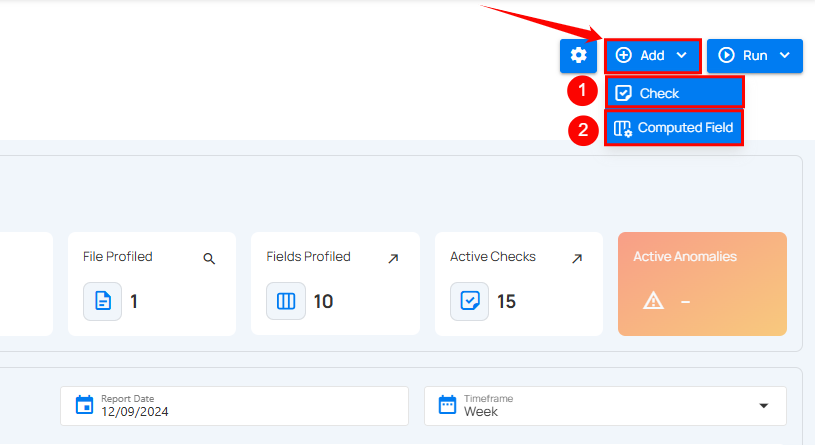 Add
Run
1
Check
2
Computed Field
File Profiled
1
Fields Profiled
10
Active Checks
15
Active Anomalies
–
Report Date
12/09/2024
Timeframe
Week